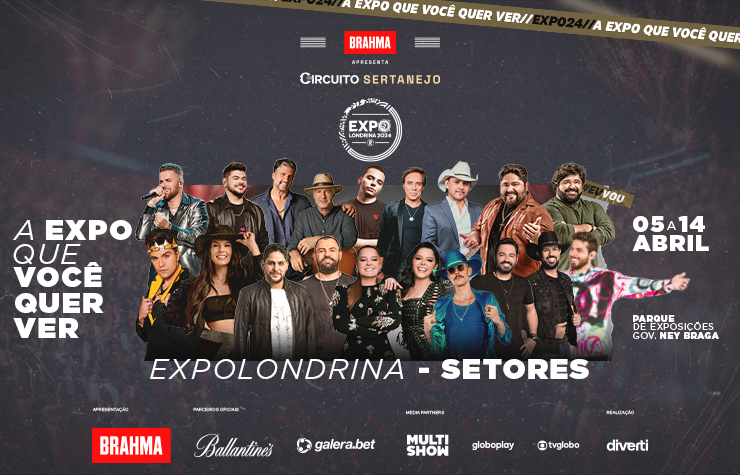 EXPO24//A EXPO QUE VOCÊ QUER VER//EXPO24//A EXPO QUE VOCÊ QUER
BRAHMA
APRESENTA
CIRCUITO SERTANEJO
EXPO
LONDRINA 2024
EU VOU
A EXPO
QUE
VOCÊ
QUER
VER
05 A 14
ABRIL
PARQUE
DE EXPOSIÇÕES
GOV. NEY BRAGA
EXPOLONDRINA - SETORES
APRESENTAÇÃO
PARCEIROS OFICIAIS
MEDIA PARTNERS
REALIZAÇÃO
BRAHMA
Ballantine's
galera.bet
MULTI
SHOW
globoplay
tvglobo
diverti